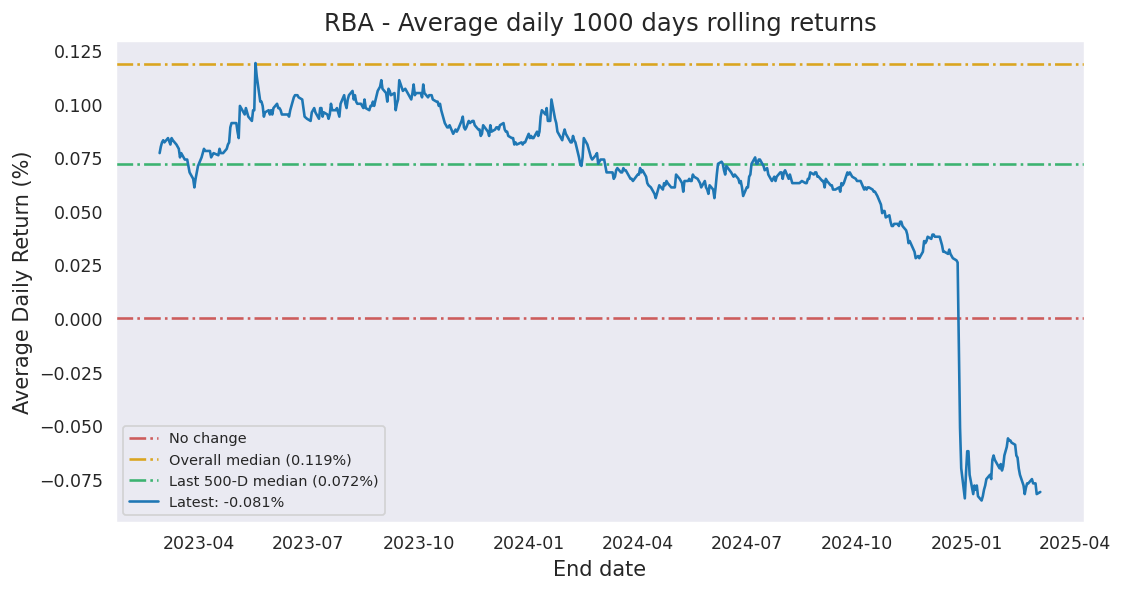 RBA - Average daily 1000 days rolling returns
Average Daily Return (%)
0.125
0.100
0.075
0.050
0.025
0.000
−0.025
−0.050
−0.075
No change
Overall median (0.119%)
Last 500-D median (0.072%)
Latest: -0.081%
2023-04 2023-07 2023-10 2024-01 2024-04 2024-07 2024-10 2025-01 2025-04
End date